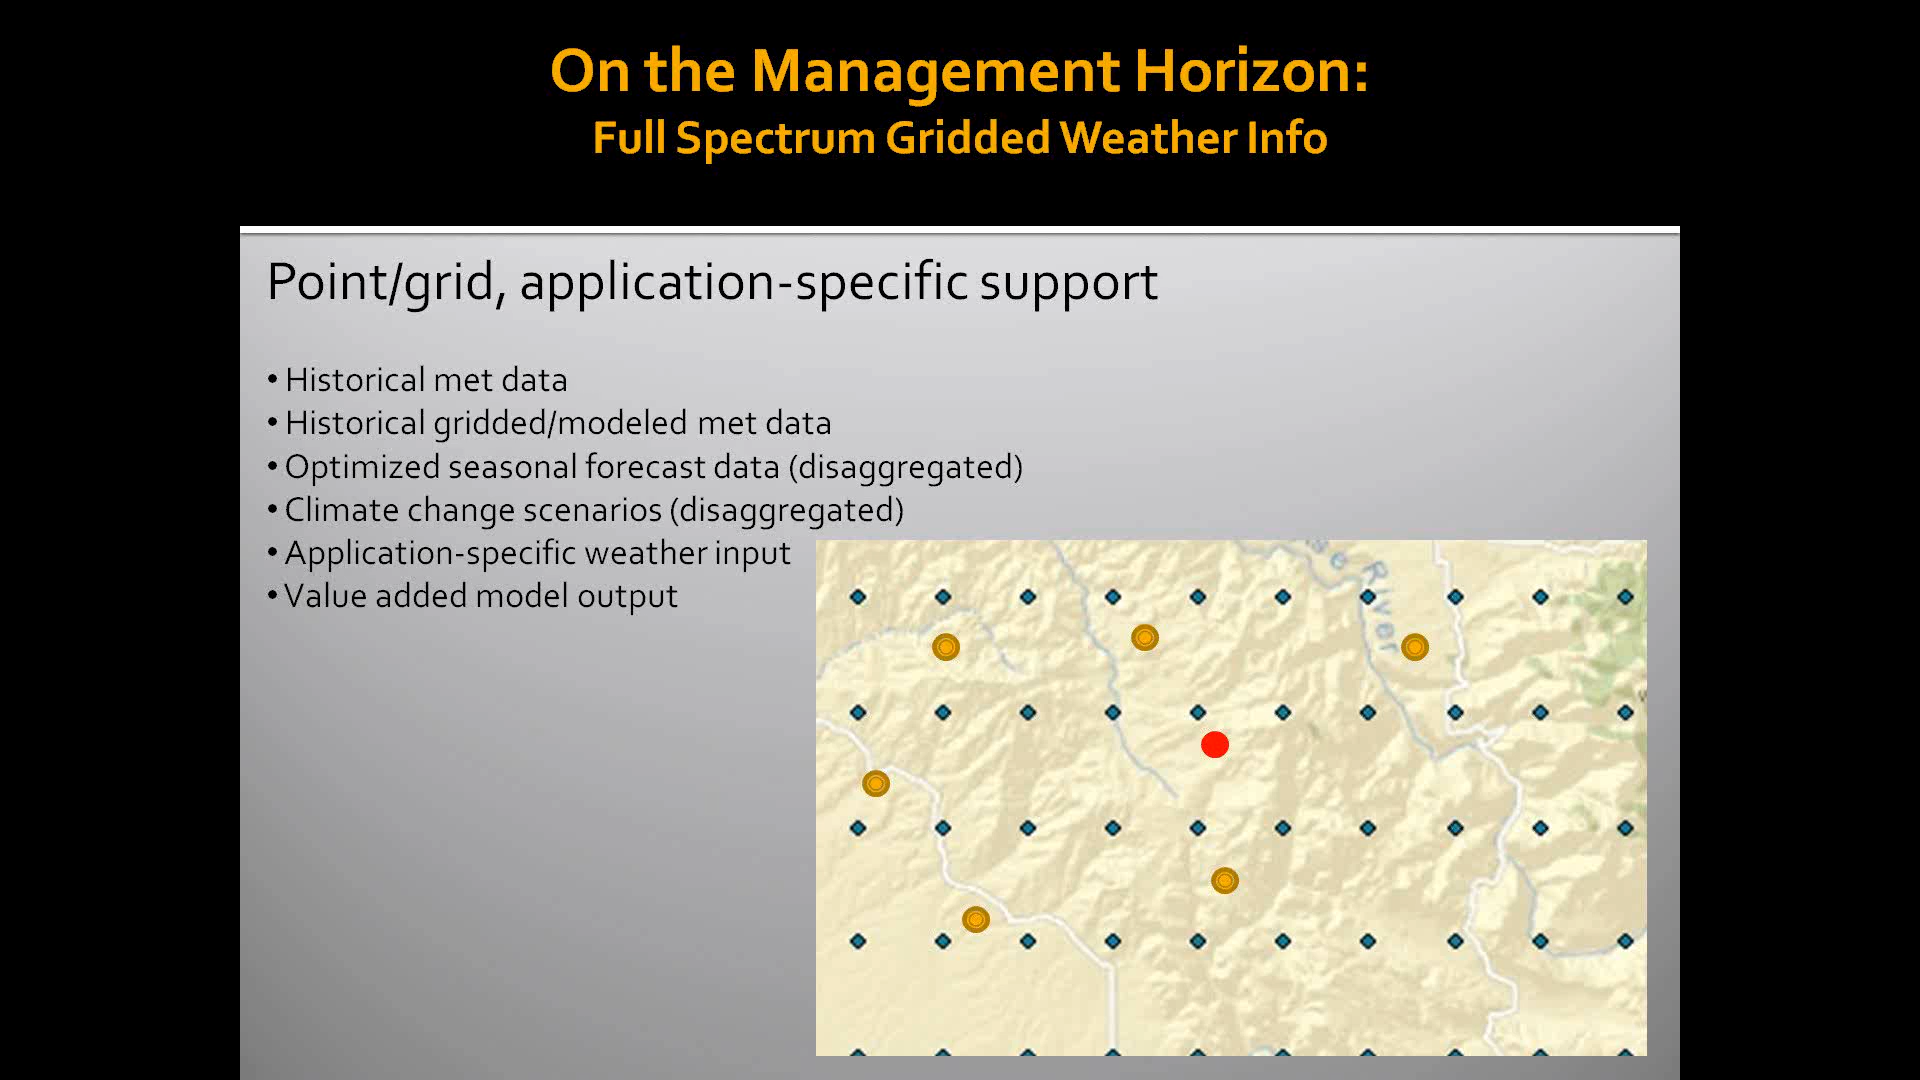 On the Management Horizon:
Full Spectrum Gridded Weather Info
Point/grid, application-specific support
• Historical met data
• Historical gridded/modeled met data
• Optimized seasonal forecast data (disaggregated)
• Climate change scenarios (disaggregated)
• Application-specific weather input
• Value added model output
River